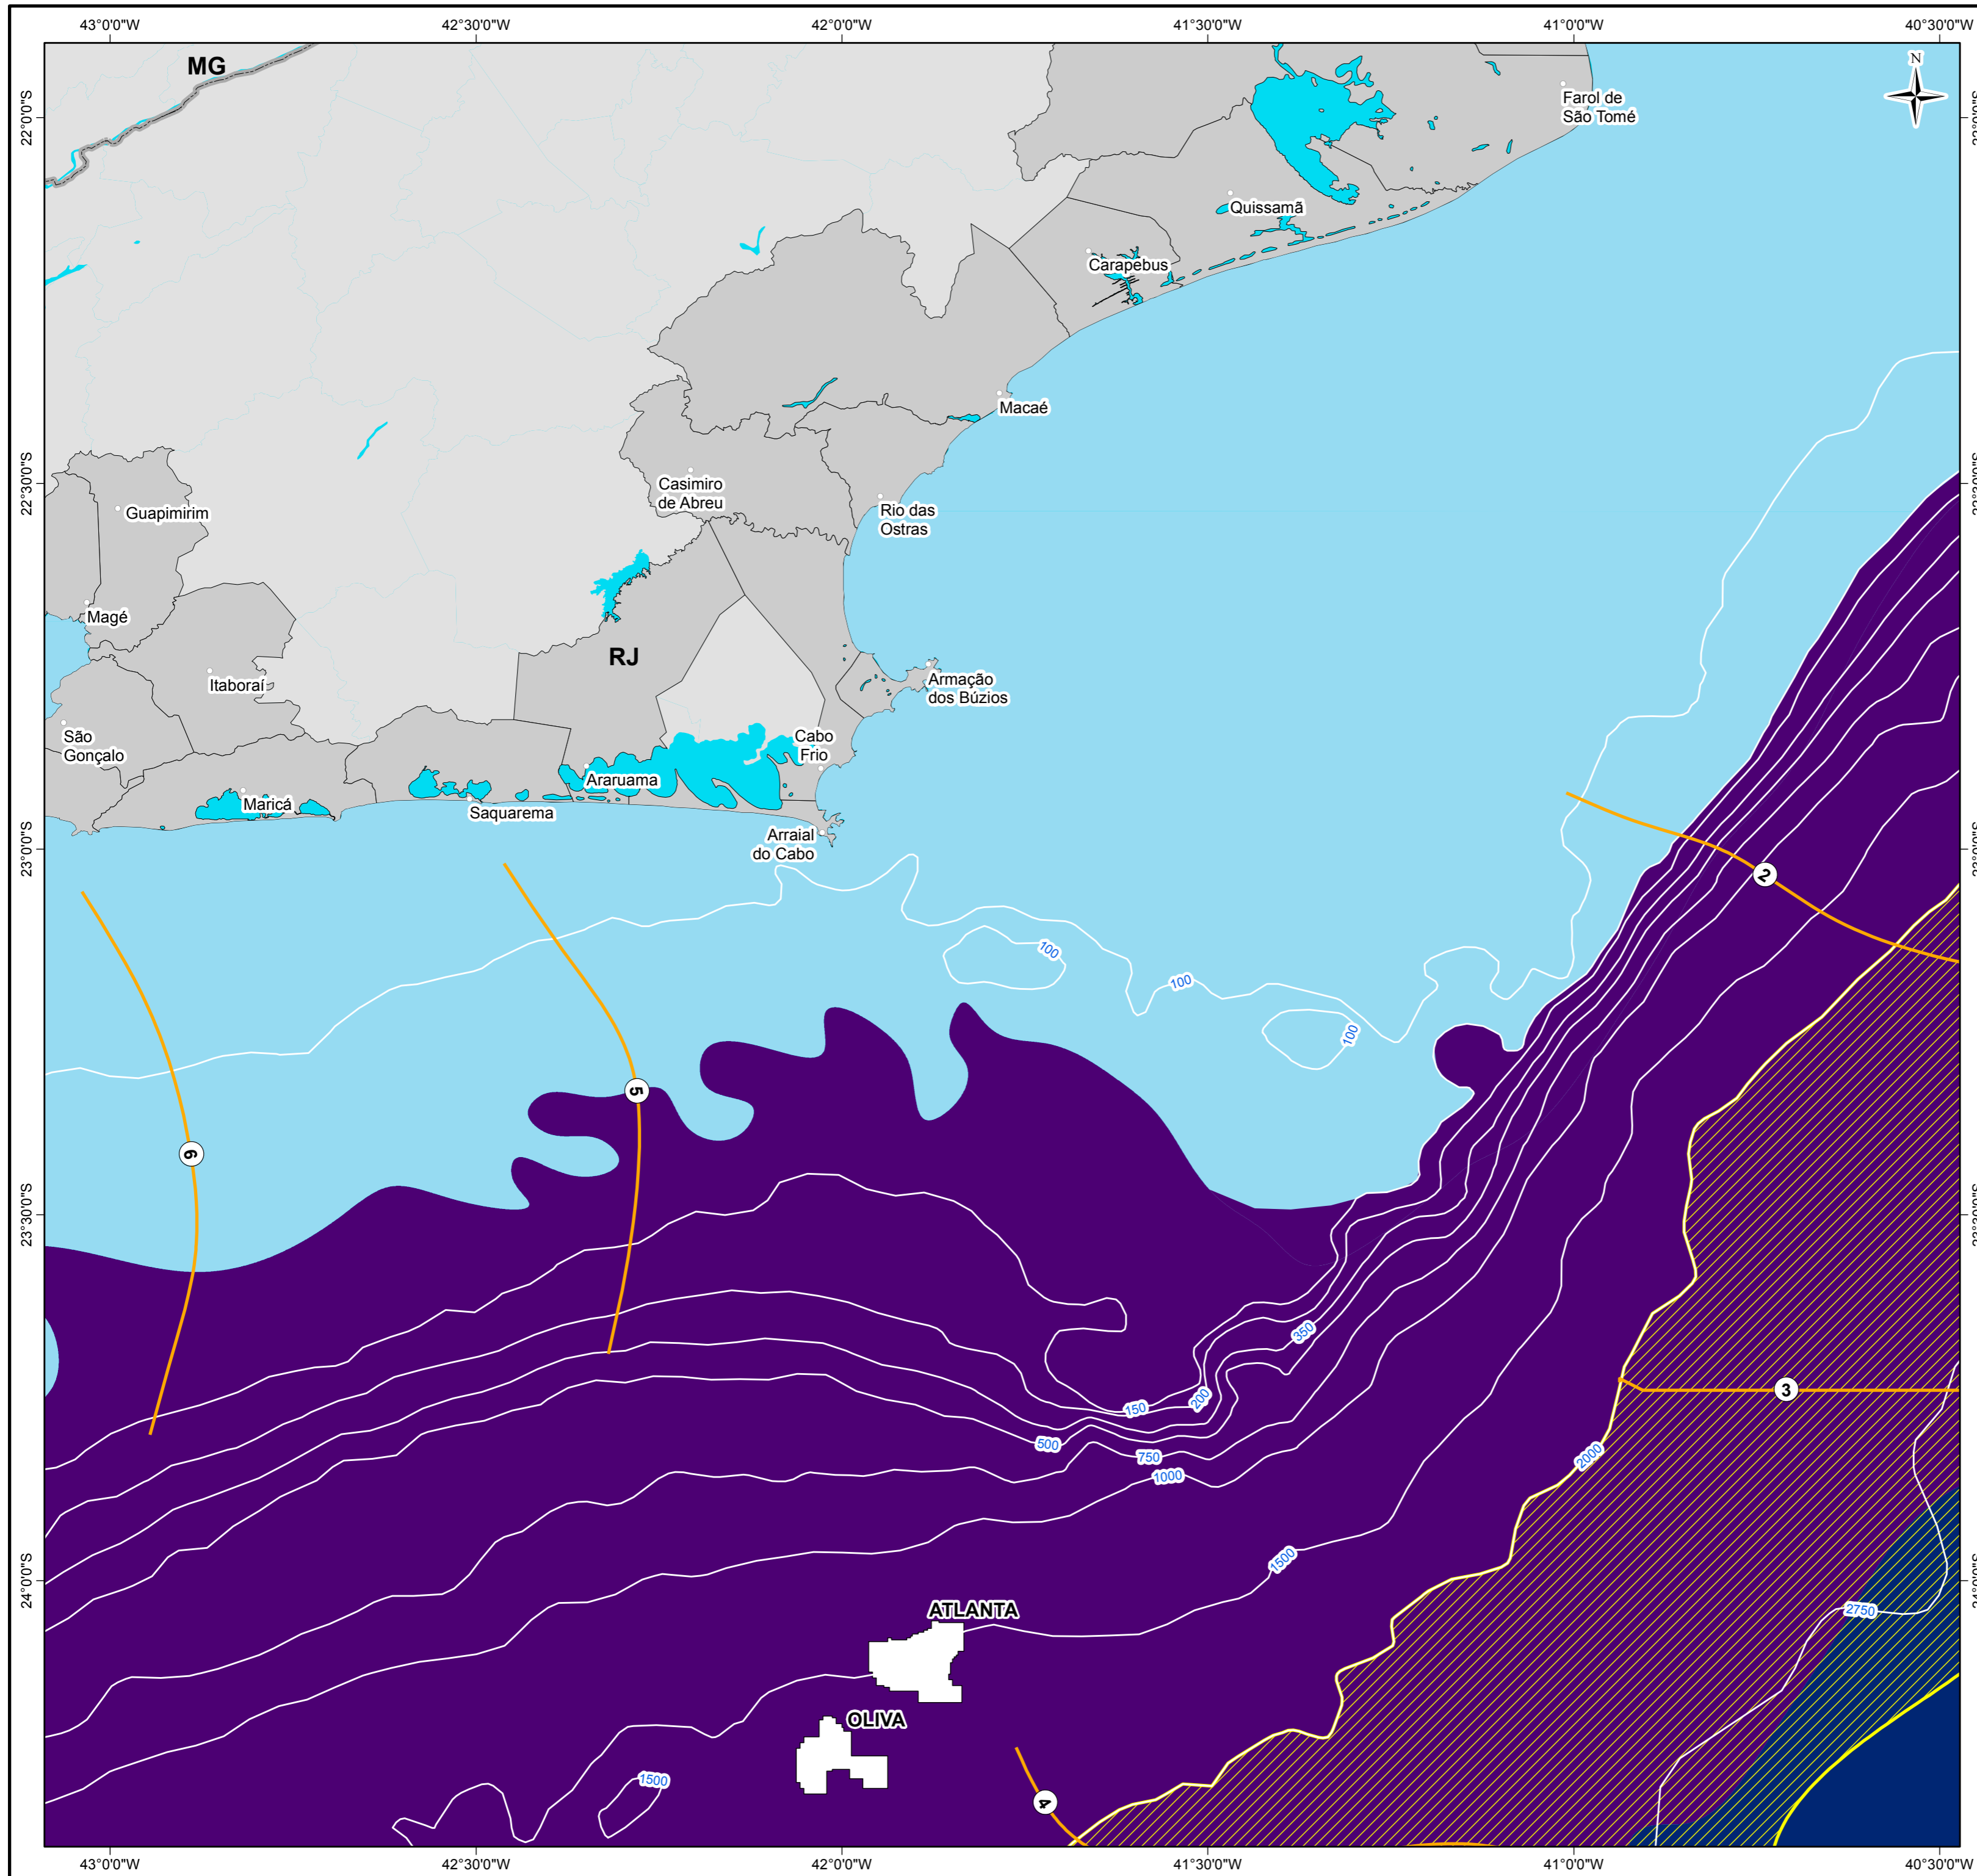 43°0'0"W
42°30'0"W
42°0'0"W
41°30'0"W
41°0'0"W
40°30'0"W
MG
N
Farol de
São Tomé
22°0'0"S
Quissamã
Carapebus
Macaé
Casimiro
de Abreu
22°30'0"S
Rio das
Ostras
Guapimirim
Magé
RJ
Itaboraí
Armação
dos Búzios
São
Gonçalo
Cabo
Frio
Araruama
Maricá
Saquarema
Arraial
do Cabo
23°0'0"S
2
100
100
100
5
6
23°30'0"S
350
3
200
150
500
750
1000
2000
1500
24°0'0"S
ATLANTA
2750
OLIVA
1500
4
43°0'0"W
42°30'0"W
42°0'0"W
41°30'0"W
41°0'0"W
40°30'0"W